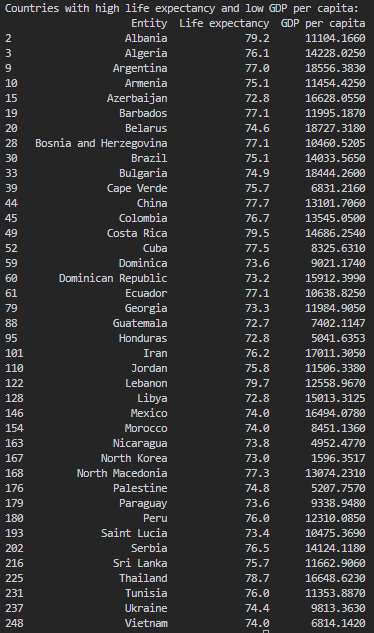 Countries with high life expectancy and low GDP per capita:
Entity Life expectancy GDP per capita
2 Albania 79.2 11104.1660
3 Algeria 76.1 14228.0250
9 Argentina 77.0 18556.3830
10 Armenia 75.1 11454.4250
15 Azerbaijan 72.8 16628.0550
19 Barbados 77.1 11995.1870
20 Belarus 74.6 18727.3180
28 Bosnia and Herzegovina 77.1 10460.5205
30 Brazil 75.1 14033.5650
33 Bulgaria 74.9 18444.2600
39 Cape Verde 75.7 6831.2160
44 China 77.7 13101.7060
45 Colombia 76.7 13545.0500
49 Costa Rica 79.5 14686.2540
52 Cuba 77.5 8325.6310
59 Dominica 73.6 9021.1740
60 Dominican Republic 73.2 15912.3990
61 Ecuador 77.1 10638.8250
79 Georgia 73.3 11984.9050
88 Guatemala 72.7 7402.1147
95 Honduras 72.8 5041.6353
101 Iran 76.2 17011.3050
110 Jordan 75.8 11506.3380
122 Lebanon 79.7 12558.9670
128 Libya 72.8 15013.3125
146 Mexico 74.0 16494.0780
154 Morocco 74.0 8451.1360
163 Nicaragua 73.8 4952.4770
167 North Korea 73.0 1596.3517
168 North Macedonia 77.3 13074.2310
176 Palestine 74.8 5207.7570
179 Paraguay 73.6 9338.9480
180 Peru 76.0 12310.0850
193 Saint Lucia 73.4 10475.3690
202 Serbia 76.5 14124.1180
216 Sri Lanka 75.7 11662.9060
225 Thailand 78.7 16648.6230
231 Tunisia 76.0 11353.8870
237 Ukraine 74.4 9813.3630
248 Vietnam 74.0 6814.1420